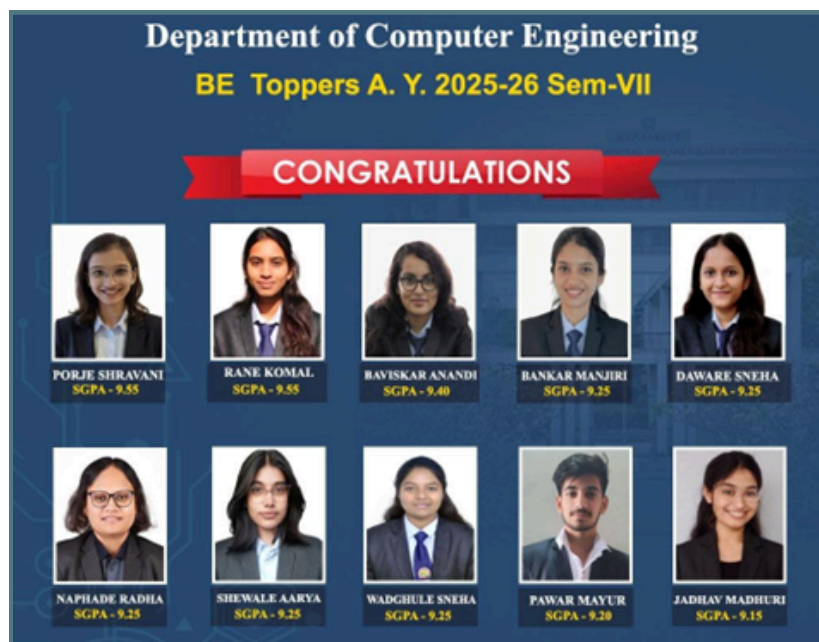 Department of Computer Engineering
BE Toppers A. Y. 2025-26 Sem-VII
CONGRATULATIONS
PORJE SHRAVANI
SGPA - 9.55
RANE KOMAL
SGPA - 9.55
BAVISKAR ANANDI
SGPA - 9.40
BANKAR MANJIRI
SGPA - 9.25
DAWARE SNEHA
SGPA - 9.25
NAPHADE RADHA
SGPA - 9.25
SHEWALE AARYA
SGPA - 9.25
WADGHULE SNEHA
SGPA - 9.25
PAWAR MAYUR
SGPA - 9.20
JADHAV MADHURI
SGPA - 9.15